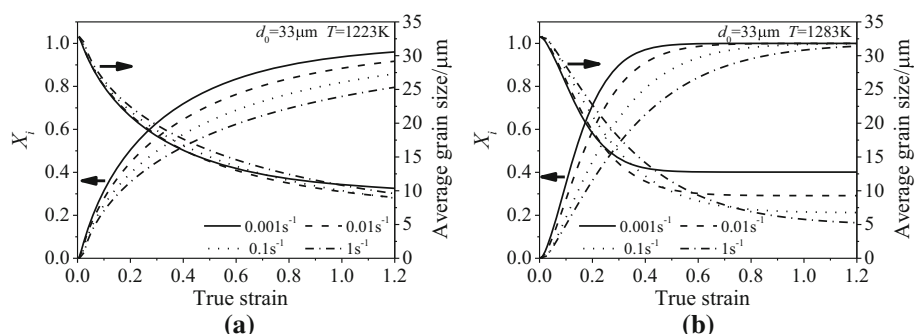 d₀=33μm T=1223K
1.0
0.8
0.6
0.4
0.2
0.0
Xᵢ
35
30
25
20
15
10
5
0
Average grain size/μm
0.001s⁻¹ 0.01s⁻¹
0.1s⁻¹ 1s⁻¹
0.0 0.2 0.4 0.6 0.8 1.0 1.2
True strain
(a)
d₀=33μm T=1283K
1.0
0.8
0.6
0.4
0.2
0.0
Xᵢ
35
30
25
20
15
10
5
0
Average grain size/μm
0.001s⁻¹ 0.01s⁻¹
0.1s⁻¹ 1s⁻¹
0.0 0.2 0.4 0.6 0.8 1.0 1.2
True strain
(b)